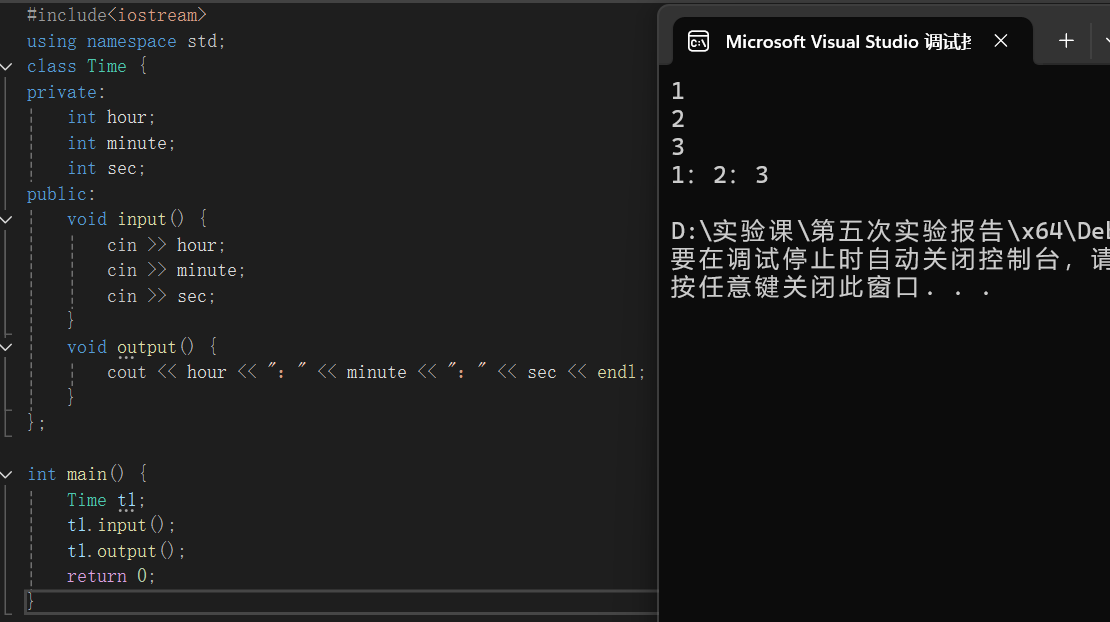 #include<iostream>
using namespace std;
class Time {
private:
    int hour;
    int minute;
    int sec;
public:
    void input() {
        cin >> hour;
        cin >> minute;
        cin >> sec;
    }
    void output() {
        cout << hour << "：" << minute << "：" << sec << endl;
    }
};
int main() {
    Time tl;
    tl.input();
    tl.output();
    return 0;
}
Microsoft Visual Studio 调试
1
2
3
1：2：3
D:\实验课\第五次实验报告\x64\De
要在调试停止时自动关闭控制台，请
按任意键关闭此窗口. . .